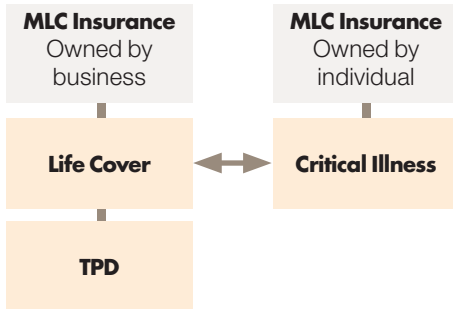 MLC Insurance
Owned by
business
MLC Insurance
Owned by
individual
Life Cover
Critical Illness
TPD